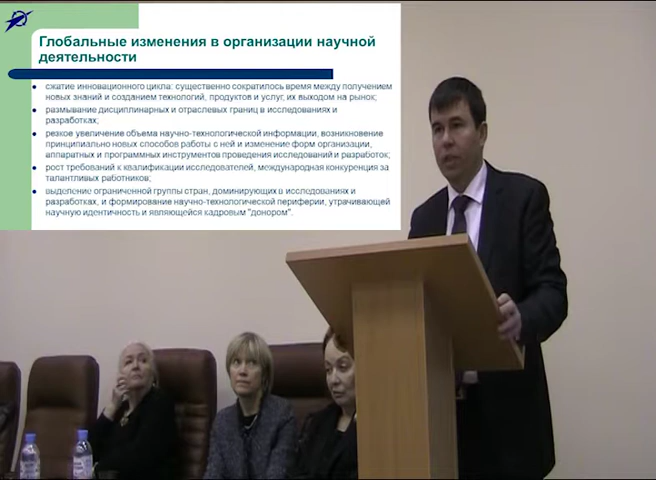 Глобальные изменения в организации научной
деятельности
сжатие инновационного цикла: существенно сократилось время между получением
новых знаний и созданием технологий, продуктов и услуг, их выходом на рынок;
размывание дисциплинарных и отраслевых границ в исследованиях и
разработках;
резкое увеличение объема научно-технологической информации, возникновение
принципиально новых способов работы с ней и изменение форм организации,
аппаратных и программных инструментов проведения исследований и разработок;
рост требований к квалификации исследователей, международная конкуренция за
талантливых работников;
выделение ограниченной группы стран, доминирующих в исследованиях и
разработках, и формирование научно-технологической периферии, утрачивающей
научную идентичность и являющейся кадровым "донором".